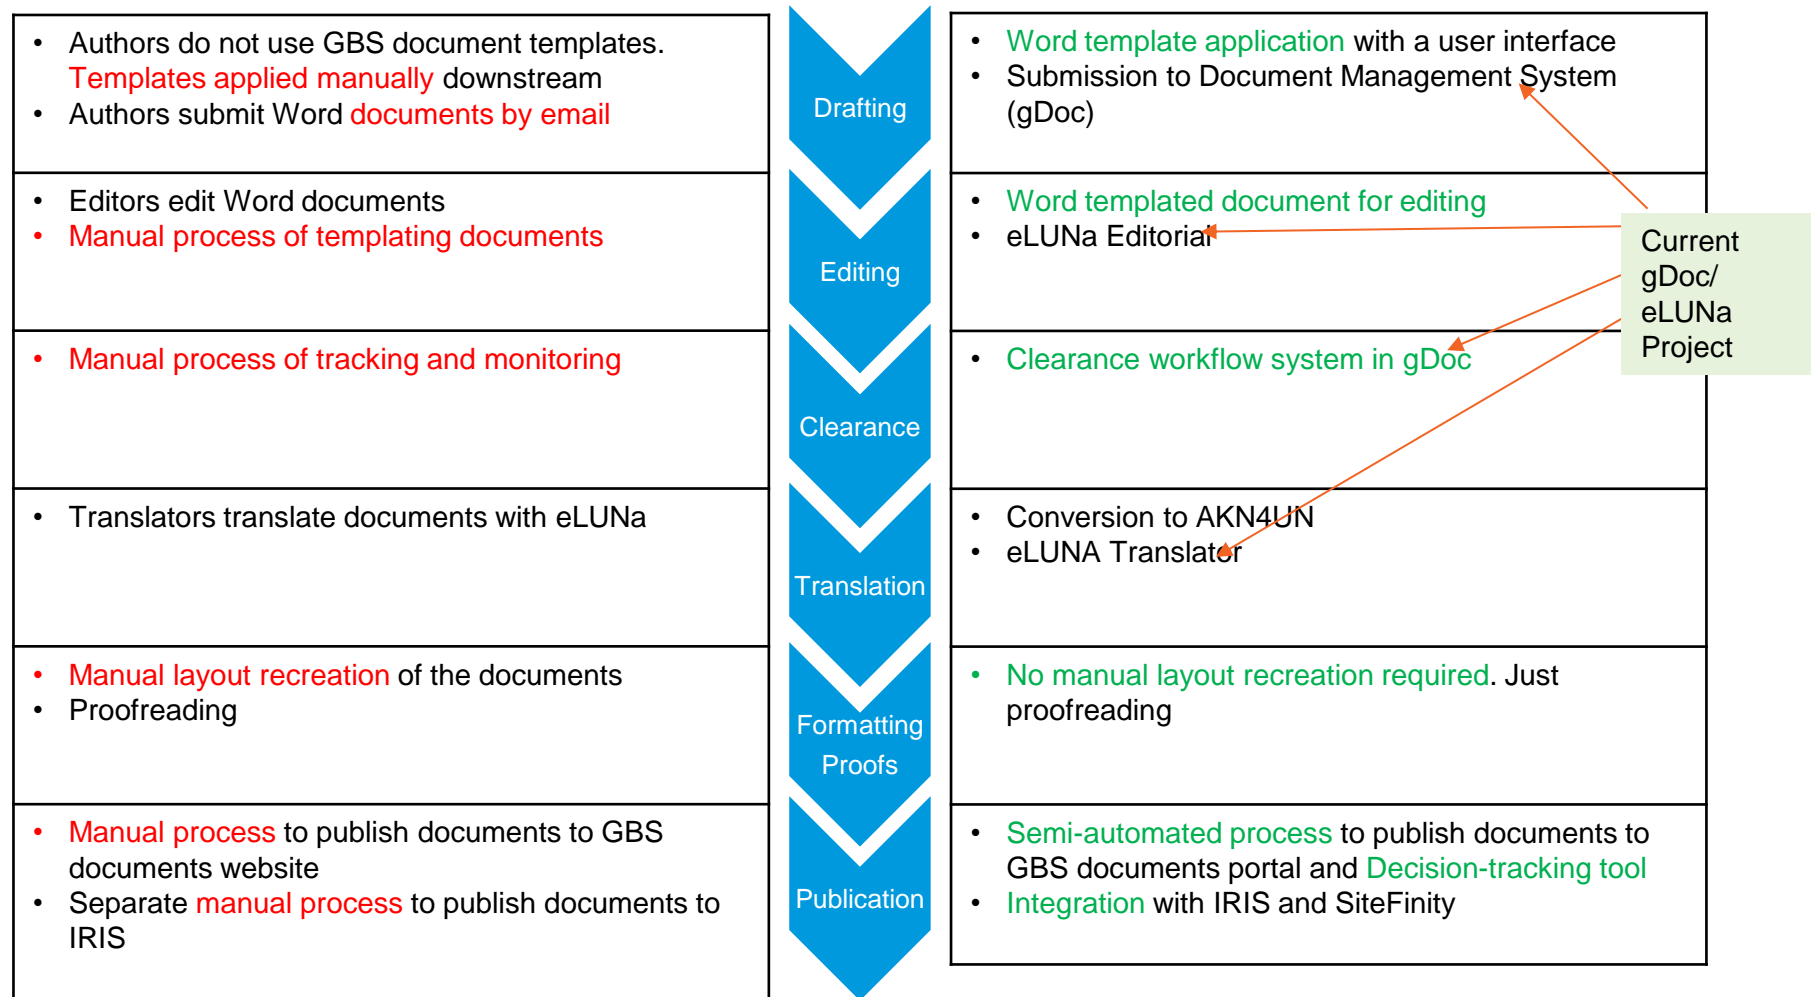 • Authors do not use GBS document templates.
Templates applied manually downstream
• Authors submit Word documents by email
Drafting
• Word template application with a user interface
• Submission to Document Management System
(gDoc)
• Editors edit Word documents
• Manual process of templating documents
Editing
• Word templated document for editing
• eLUNa Editorial
Current
gDoc/
eLUNa
Project
• Manual process of tracking and monitoring
Clearance
• Clearance workflow system in gDoc
• Translators translate documents with eLUNa
Translation
• Conversion to AKN4UN
• eLUNA Translator
• Manual layout recreation of the documents
• Proofreading
Formatting
Proofs
• No manual layout recreation required. Just
proofreading
• Manual process to publish documents to GBS
documents website
• Separate manual process to publish documents to
IRIS
Publication
• Semi-automated process to publish documents to
GBS documents portal and Decision-tracking tool
• Integration with IRIS and SiteFinity